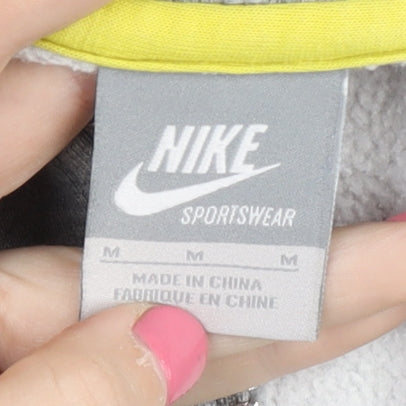 NIKE
SPORTSWEAR
M M M
MADE IN CHINA
FABRIQUE EN CHINE